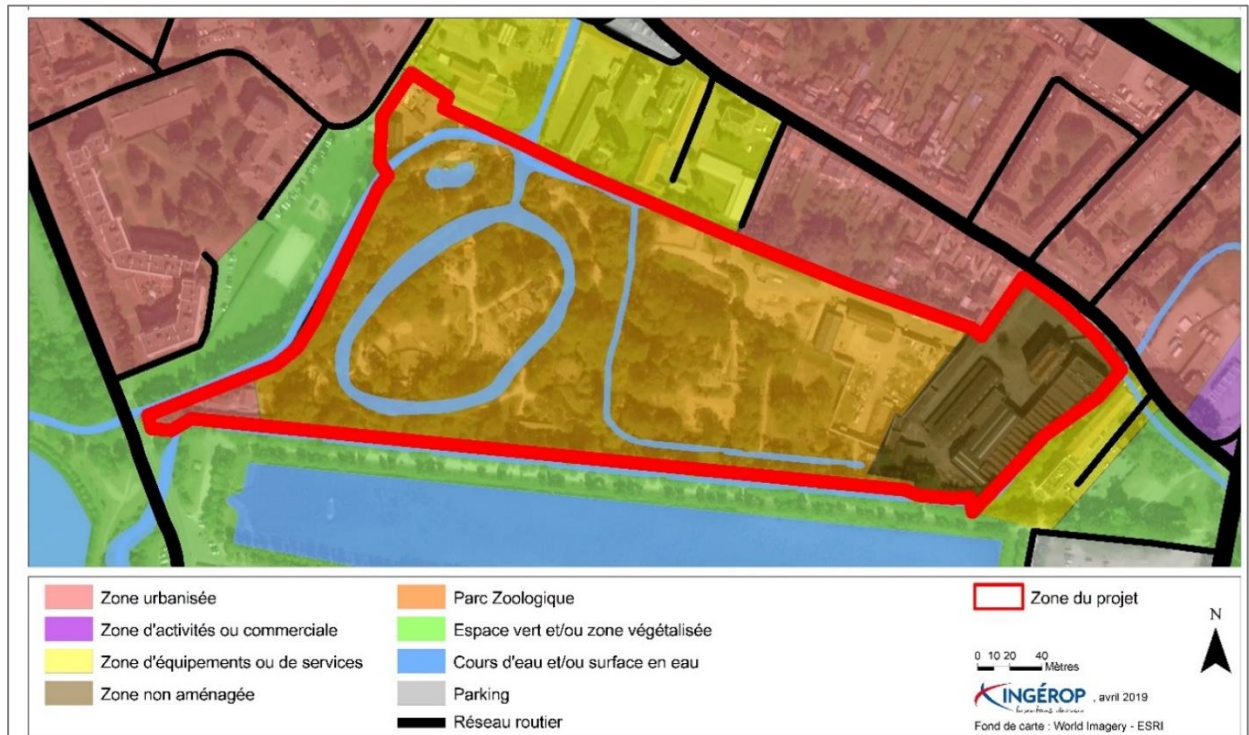 Zone urbanisée
Zone d'activités ou commerciale
Zone d'équipements ou de services
Zone non aménagée
Parc Zoologique
Espace vert et/ou zone végétalisée
Cours d'eau et/ou surface en eau
Parking
Réseau routier
Zone du projet
N
0 10 20 40
Mètres
INGÉROP , avril 2019
Fond de carte : World Imagery - ESRI